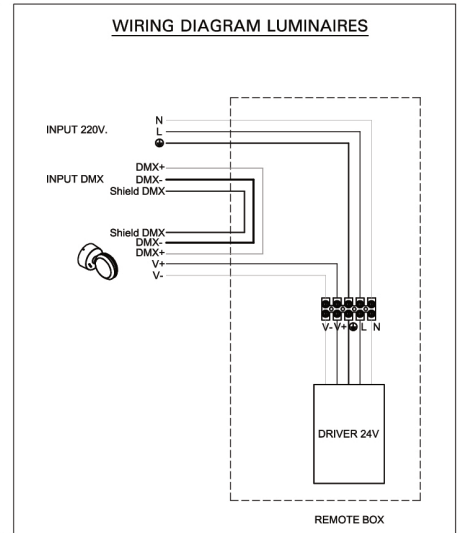 WIRING DIAGRAM LUMINAIRES
INPUT 220V.
N
L
INPUT DMX
DMX+
DMX-
Shield DMX
Shield DMX
DMX-
DMX+
V+
V-
V- V+ L N
DRIVER 24V
REMOTE BOX